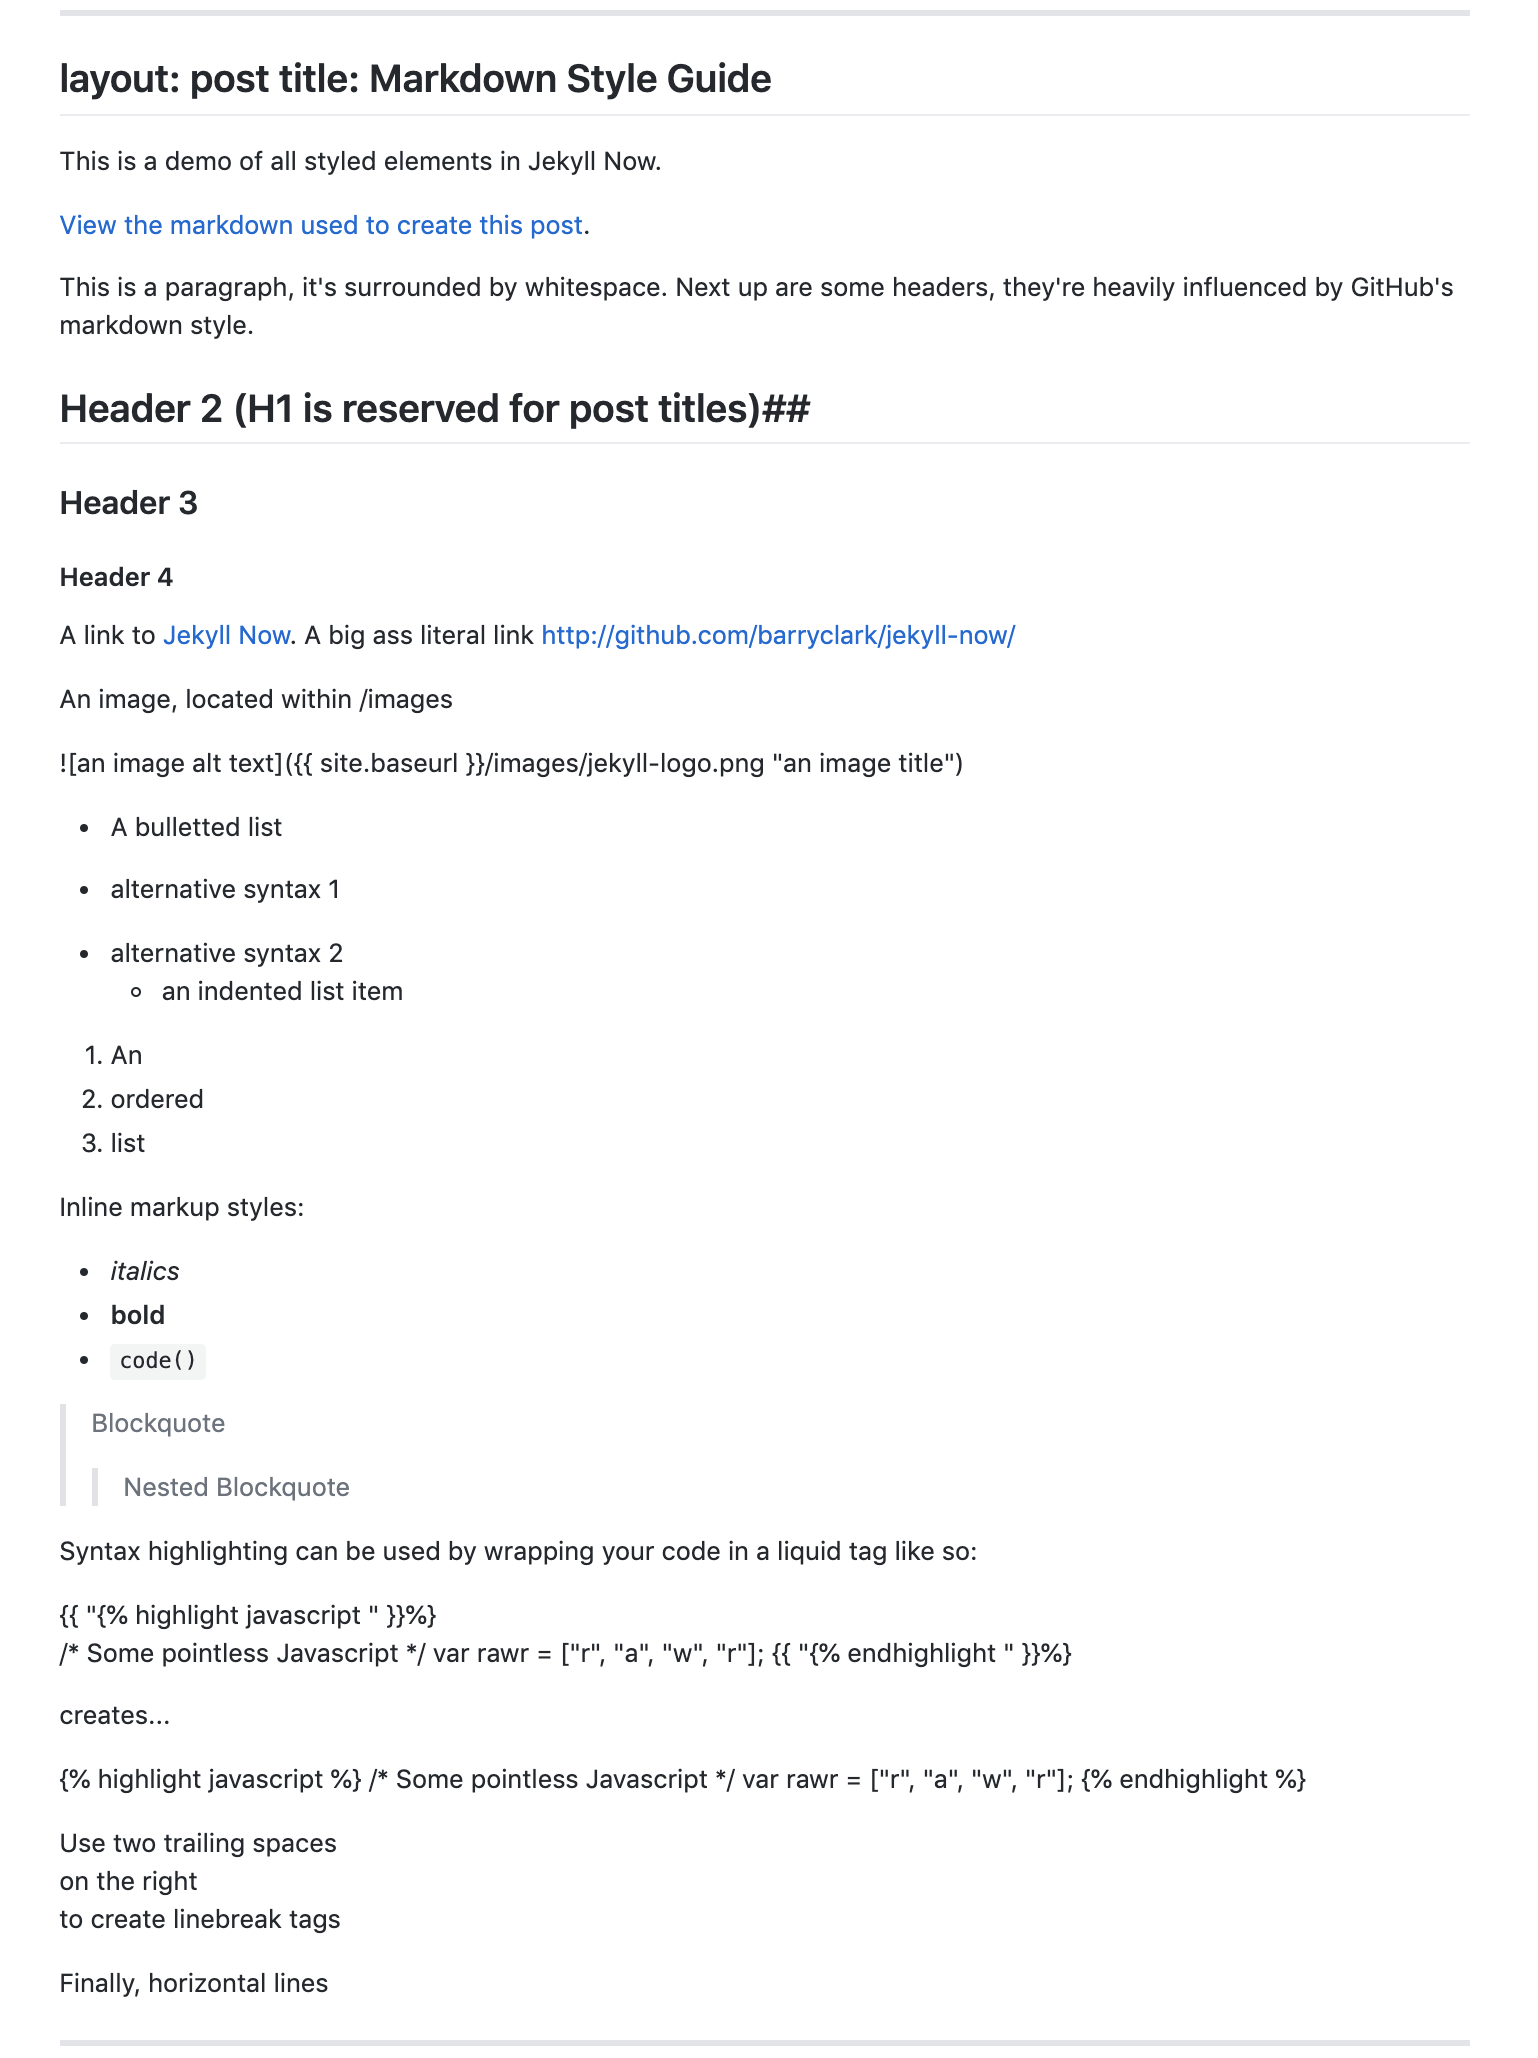 layout: post title: Markdown Style Guide
This is a demo of all styled elements in Jekyll Now.
View the markdown used to create this post.
This is a paragraph, it's surrounded by whitespace. Next up are some headers, they're heavily influenced by GitHub's
markdown style.
Header 2 (H1 is reserved for post titles)##
Header 3
Header 4
A link to Jekyll Now. A big ass literal link http://github.com/barryclark/jekyll-now/
An image, located within /images
![an image alt text]({{ site.baseurl }}/images/jekyll-logo.png "an image title")
• A bulletted list
• alternative syntax 1
• alternative syntax 2
◦ an indented list item
1. An
2. ordered
3. list
Inline markup styles:
• italics
• bold
• code()
Blockquote
Nested Blockquote
Syntax highlighting can be used by wrapping your code in a liquid tag like so:
{{ "{% highlight javascript " }}%}
/* Some pointless Javascript */ var rawr = ["r", "a", "w", "r"]; {{ "{% endhighlight " }}%}
creates...
{% highlight javascript %} /* Some pointless Javascript */ var rawr = ["r", "a", "w", "r"]; {% endhighlight %}
Use two trailing spaces
on the right
to create linebreak tags
Finally, horizontal lines